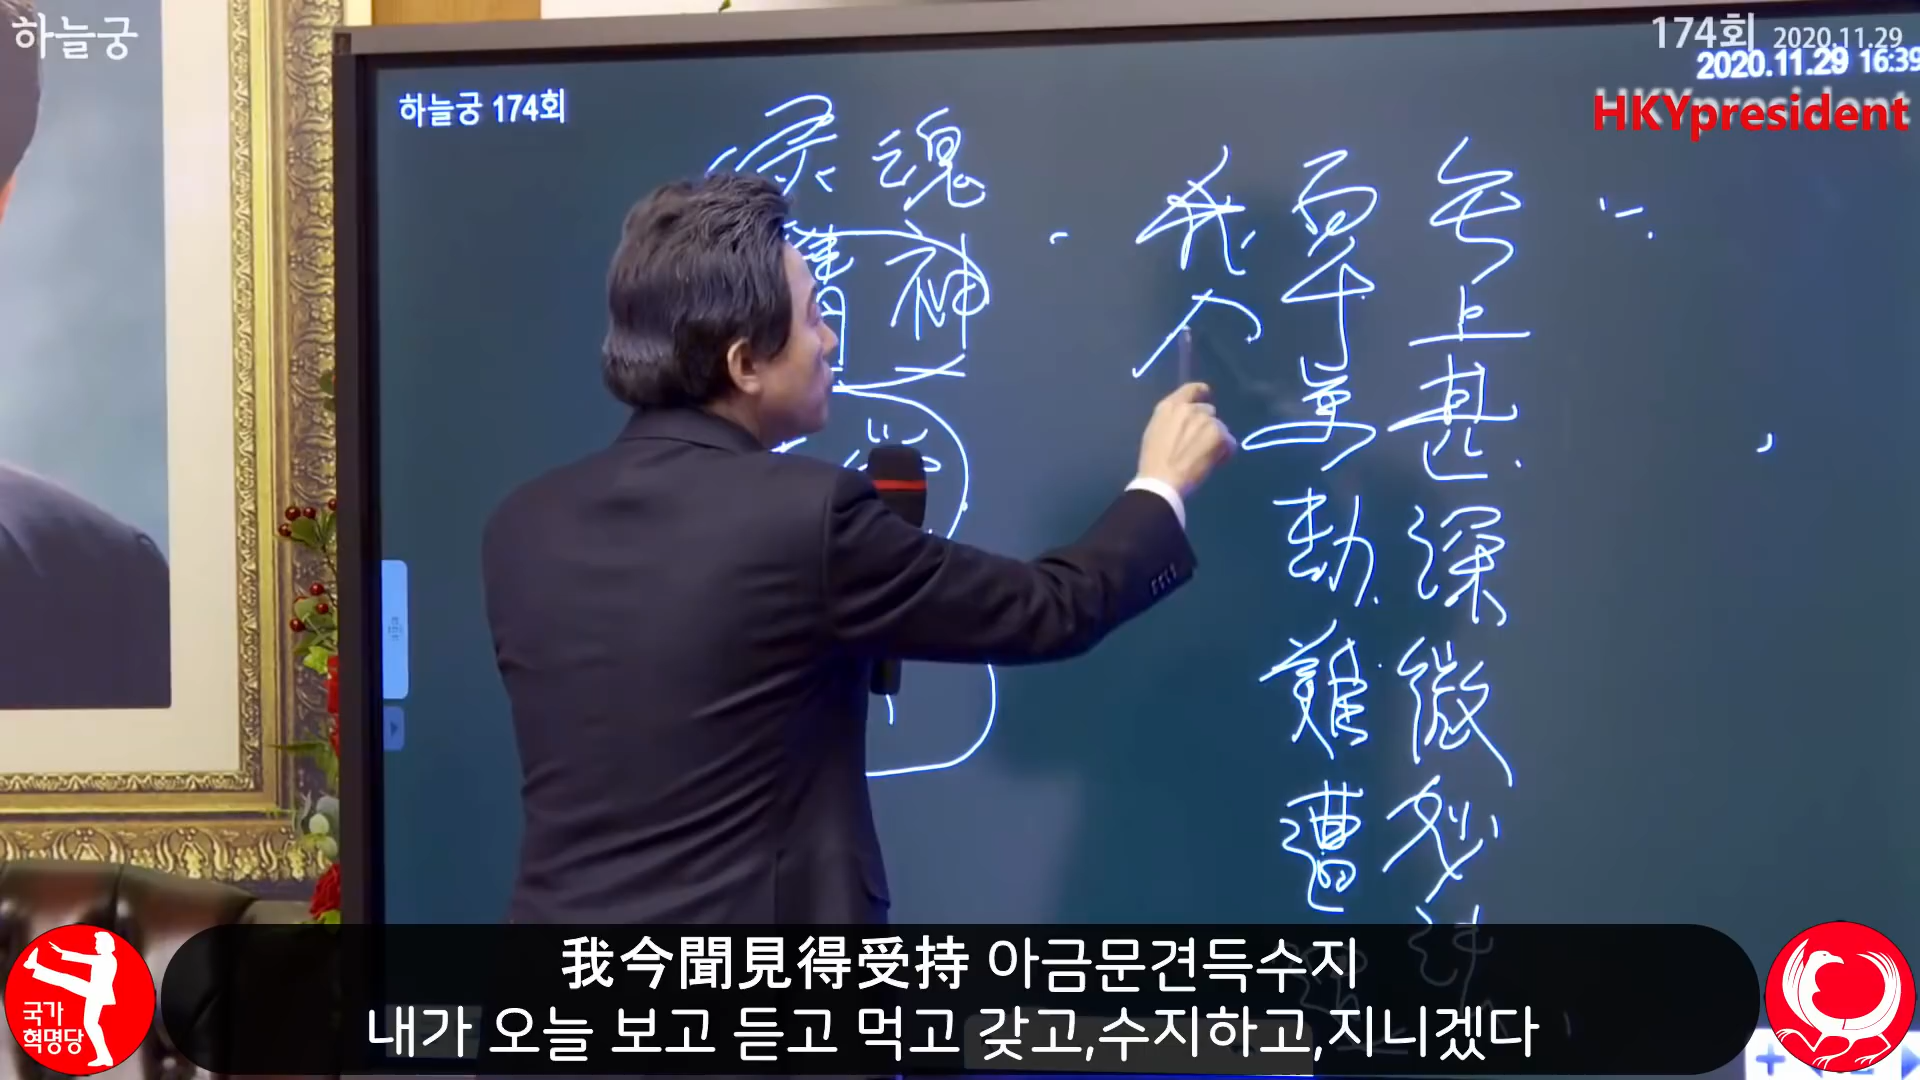 하늘궁
174회 2020.11.29
2020.11.29 16:39
HKYpresident
하늘궁 174회
灵魂
精神
无上甚深微妙法
百千万劫難遭
我今
국가
혁명당
我今聞見得受持 아금문견득수지
내가 오늘 보고 듣고 먹고 갖고,수지하고,지니겠다